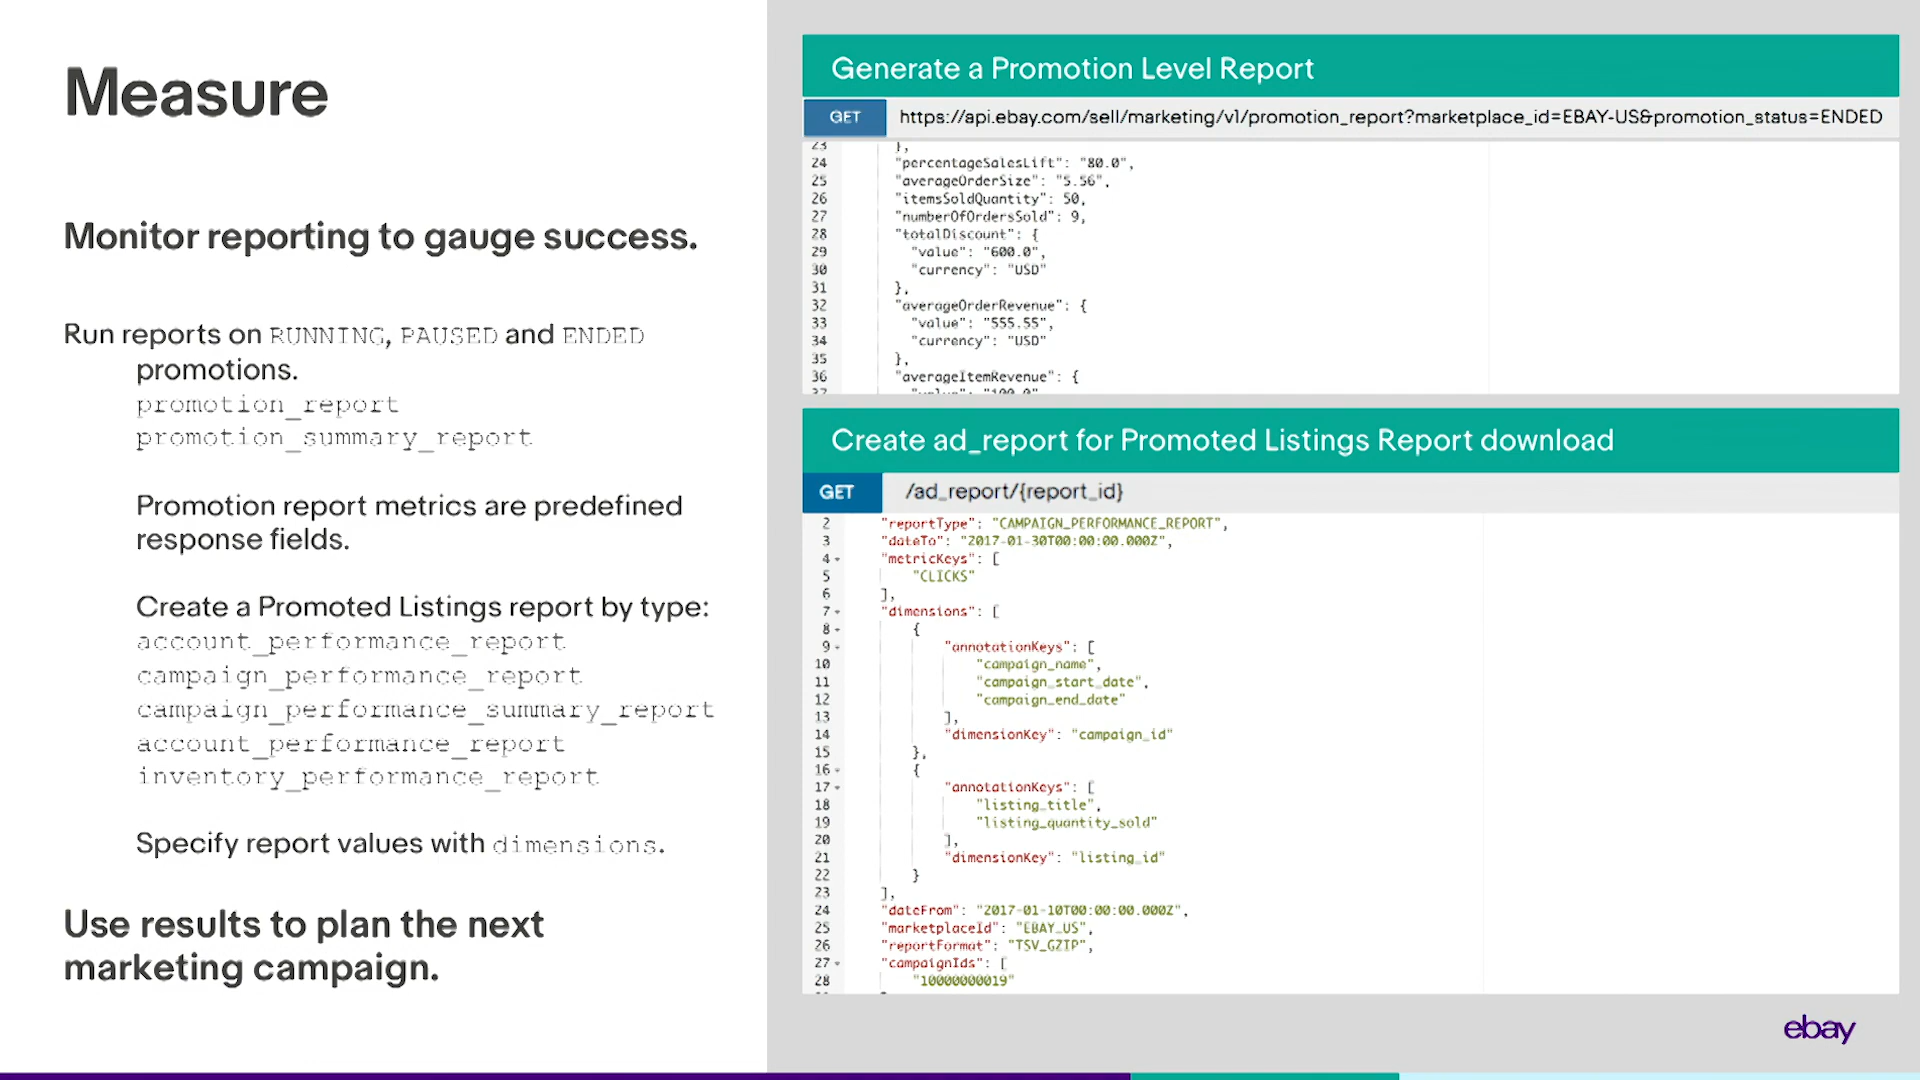 Measure
Monitor reporting to gauge success.
Run reports on RUNNING, PAUSED and ENDED
promotions.
promotion_report
promotion_summary_report
Promotion report metrics are predefined
response fields.
Create a Promoted Listings report by type:
account_performance_report
campaign_performance_report
campaign_performance_summary_report
account_performance_report
inventory_performance_report
Specify report values with dimensions.
Use results to plan the next
marketing campaign.
Generate a Promotion Level Report
GET https://api.ebay.com/sell/marketing/v1/promotion_report?marketplace_id=EBAY-US&promotion_status=ENDED
23 },
24 "percentageSalesLift": "80.0",
25 "averageOrderSize": "5.56",
26 "itemsSoldQuantity": 50,
27 "numberOfOrdersSold": 9,
28 "totalDiscount": {
29 "value": "600.0",
30 "currency": "USD"
31 },
32 "averageOrderRevenue": {
33 "value": "555.55",
34 "currency": "USD"
35 },
36 "averageItemRevenue": {
37 "value": "100.0"
Create ad_report for Promoted Listings Report download
GET /ad_report/{report_id}
2 "reportType": "CAMPAIGN_PERFORMANCE_REPORT",
3 "dateTo": "2017-01-30T00:00:00.000Z",
4 "metricKeys": [
5 "CLICKS"
6 ],
7 "dimensions": [
8 {
9 "annotationKeys": [
10 "campaign_name",
11 "campaign_start_date",
12 "campaign_end_date"
13 ],
14 "dimensionKey": "campaign_id"
15 },
16 {
17 "annotationKeys": [
18 "listing_title",
19 "listing_quantity_sold"
20 ],
21 "dimensionKey": "listing_id"
22 }
23 ],
24 "dateFrom": "2017-01-10T00:00:00.000Z",
25 "marketplaceId": "EBAY_US",
26 "reportFormat": "TSV_GZIP",
27 "campaignIds": [
28 "10000000019"
ebay